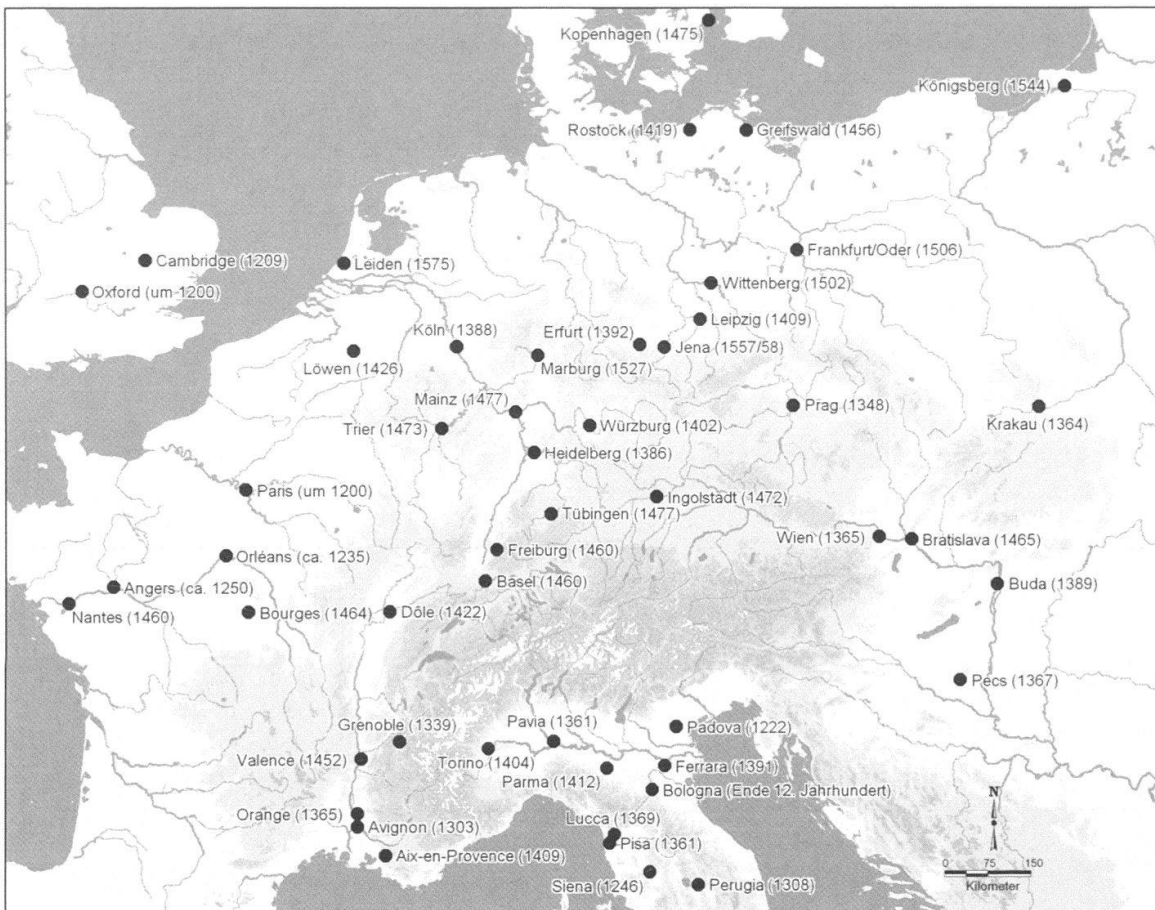 Kopenhagen (1475)
Königsberg (1544)
Rostock (1419)
Greifswald (1456)
Frankfurt/Oder (1506)
Cambridge (1209)
Leiden (1575)
Wittenberg (1502)
Oxford (um 1200)
Leipzig (1409)
Köln (1388)
Erfurt (1392)
Jena (1557/58)
Löwen (1426)
Marburg (1527)
Mainz (1477)
Prag (1348)
Krakau (1364)
Trier (1473)
Würzburg (1402)
Heidelberg (1386)
Paris (um 1200)
Ingolstadt (1472)
Tübingen (1477)
Wien (1365)
Bratislava (1465)
Freiburg (1460)
Orléans (ca. 1235)
Basel (1460)
Buda (1389)
Angers (ca. 1250)
Nantes (1460)
Bourges (1464)
Dôle (1422)
Pecs (1367)
Grenoble (1339)
Pavia (1361)
Padova (1222)
Valence (1452)
Torino (1404)
Ferrara (1391)
Parma (1412)
Bologna (Ende 12. Jahrhundert)
Orange (1365)
Lucca (1369)
Avignon (1303)
Pisa (1361)
Aix-en-Provence (1409)
Siena (1246)
Perugia (1308)
N
0 75 150
Kilometer